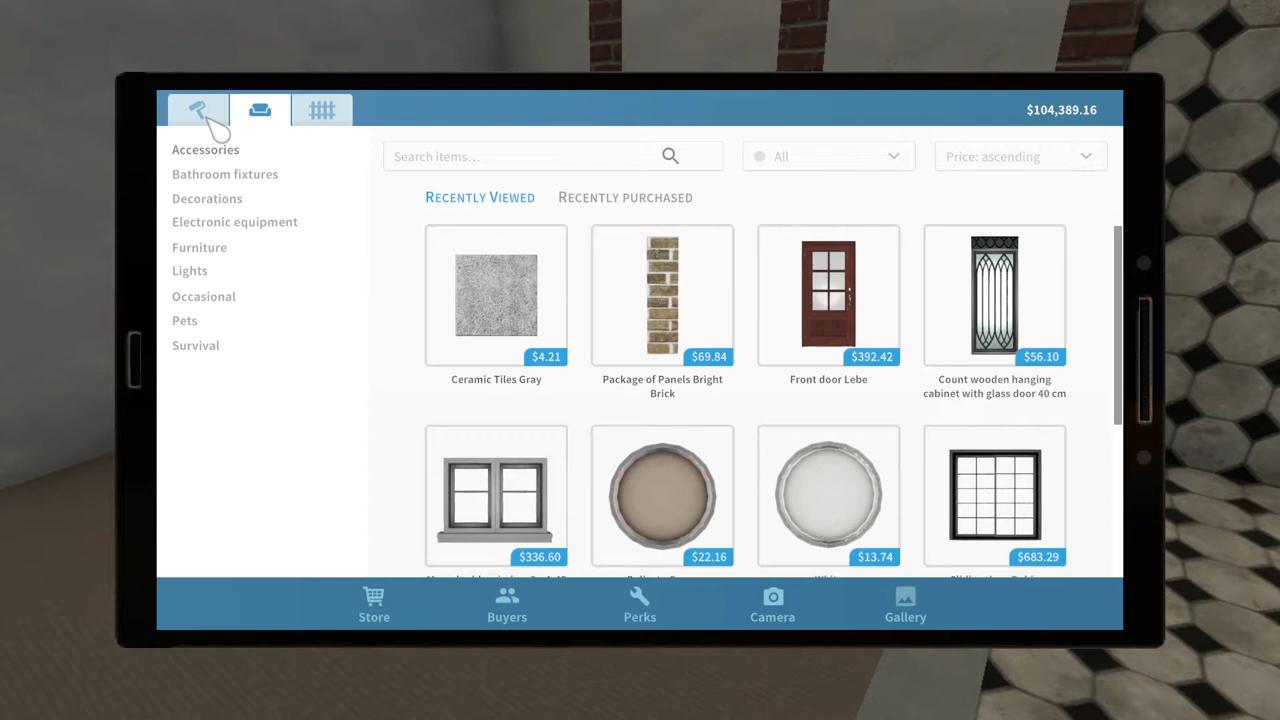 $104,389.16
Accessories
Bathroom fixtures
Decorations
Electronic equipment
Furniture
Lights
Occasional
Pets
Survival
Search items...
All
Price: ascending
RECENTLY VIEWED
RECENTLY PURCHASED
$4.21
Ceramic Tiles Gray
$69.84
Package of Panels Bright
Brick
$392.42
Front door Lebe
$56.10
Count wooden hanging
cabinet with glass door 40 cm
$336.60
$22.16
$13.74
$683.29
Store
Buyers
Perks
Camera
Gallery